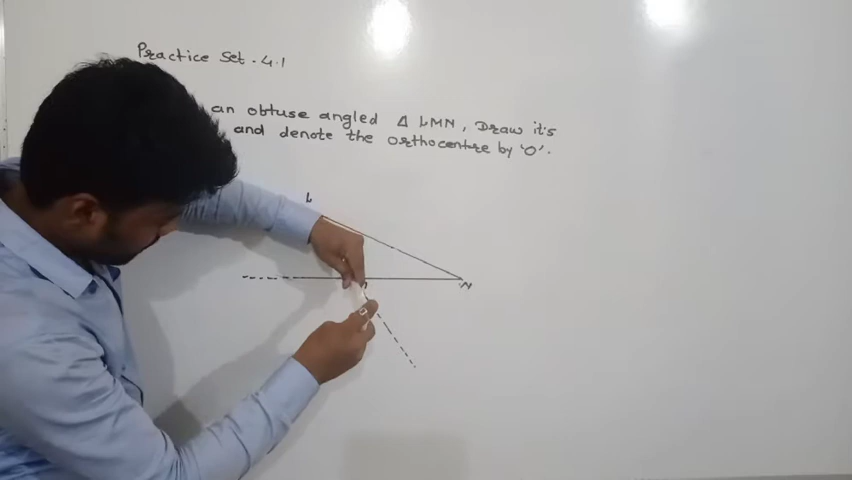 Practice Set. 4.1
an obtuse angled Δ LMN, Draw it's
and denote the orthocentre by 'O'.
L
N